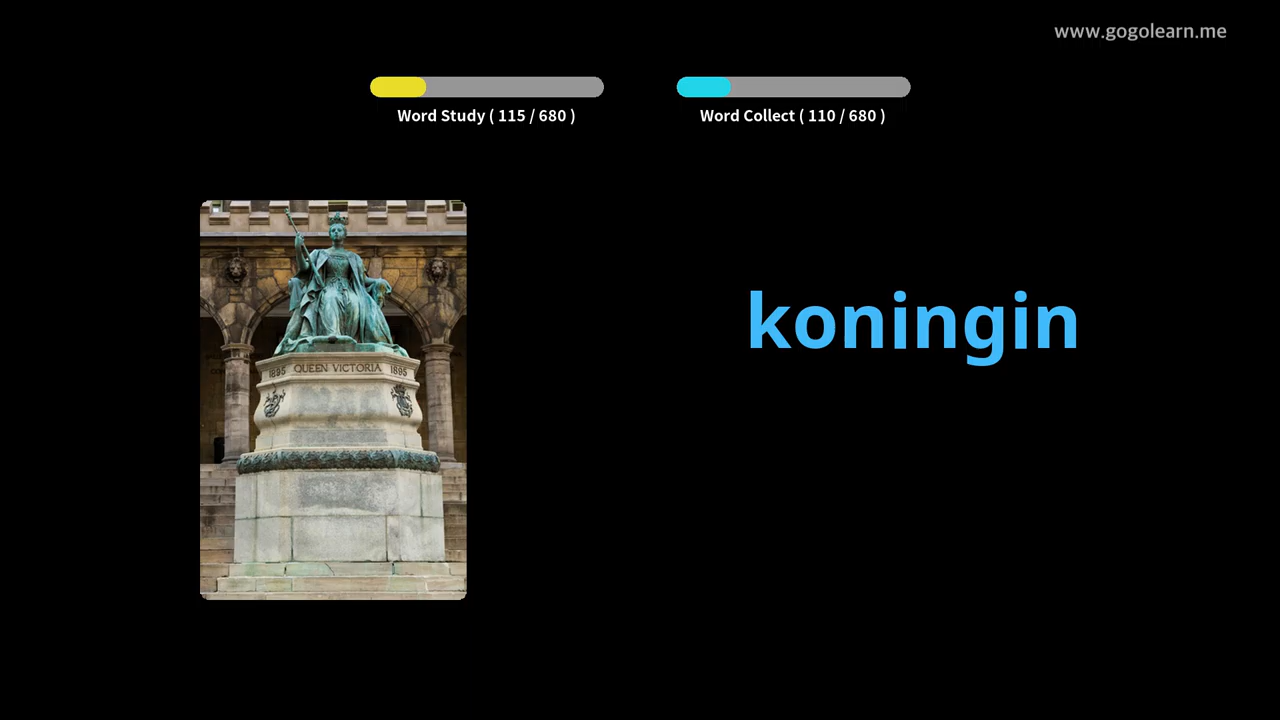 www.gogolearn.me
Word Study ( 115 / 680 )
Word Collect ( 110 / 680 )
koningin
1895 QUEEN VICTORIA 1895